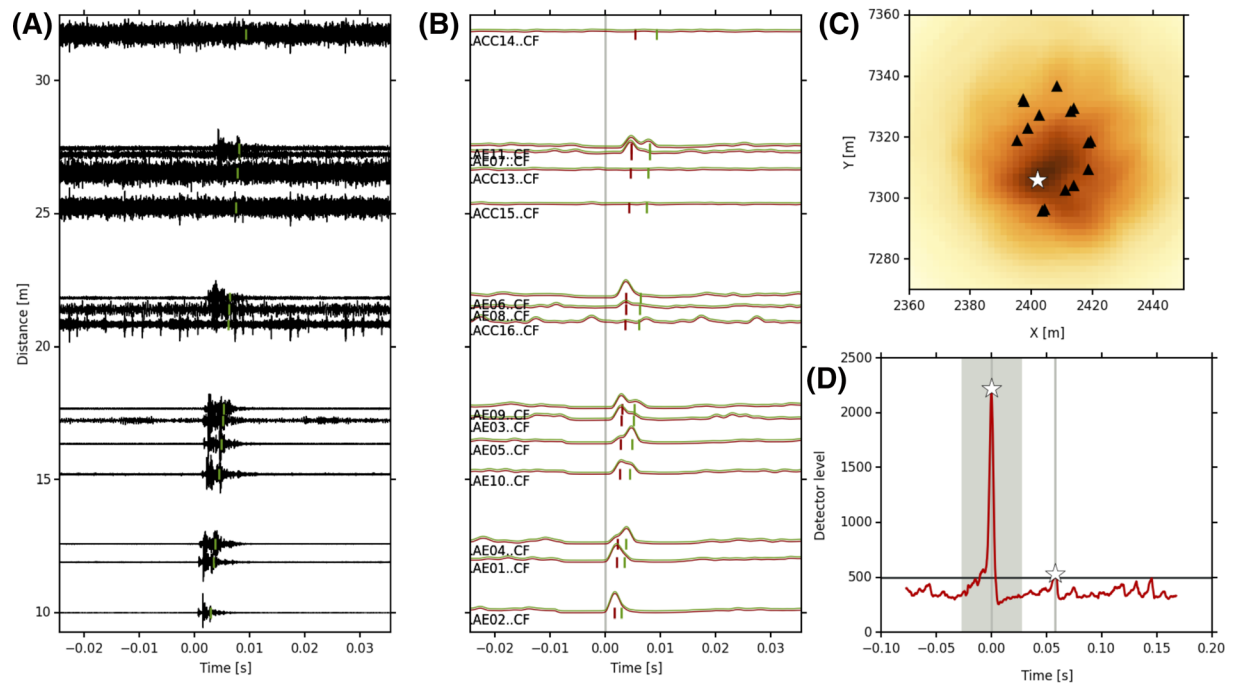 (A)
30
25
20
15
10
Distance [m]
−0.02 −0.01 0.00 0.01 0.02 0.03
Time [s]
(B)
.ACC14..CF
.AE11..CF
.AE07..CF
.ACC13..CF
.ACC15..CF
.AE06..CF
.AE08..CF
.ACC16..CF
.AE09..CF
.AE03..CF
.AE05..CF
.AE10..CF
.AE04..CF
.AE01..CF
.AE02..CF
−0.02 −0.01 0.00 0.01 0.02 0.03
Time [s]
(C)
7360
7340
7320
7300
7280
Y [m]
2360 2380 2400 2420 2440
X [m]
(D)
2500
2000
1500
1000
500
0
Detector level
−0.10 −0.05 0.00 0.05 0.10 0.15 0.20
Time [s]